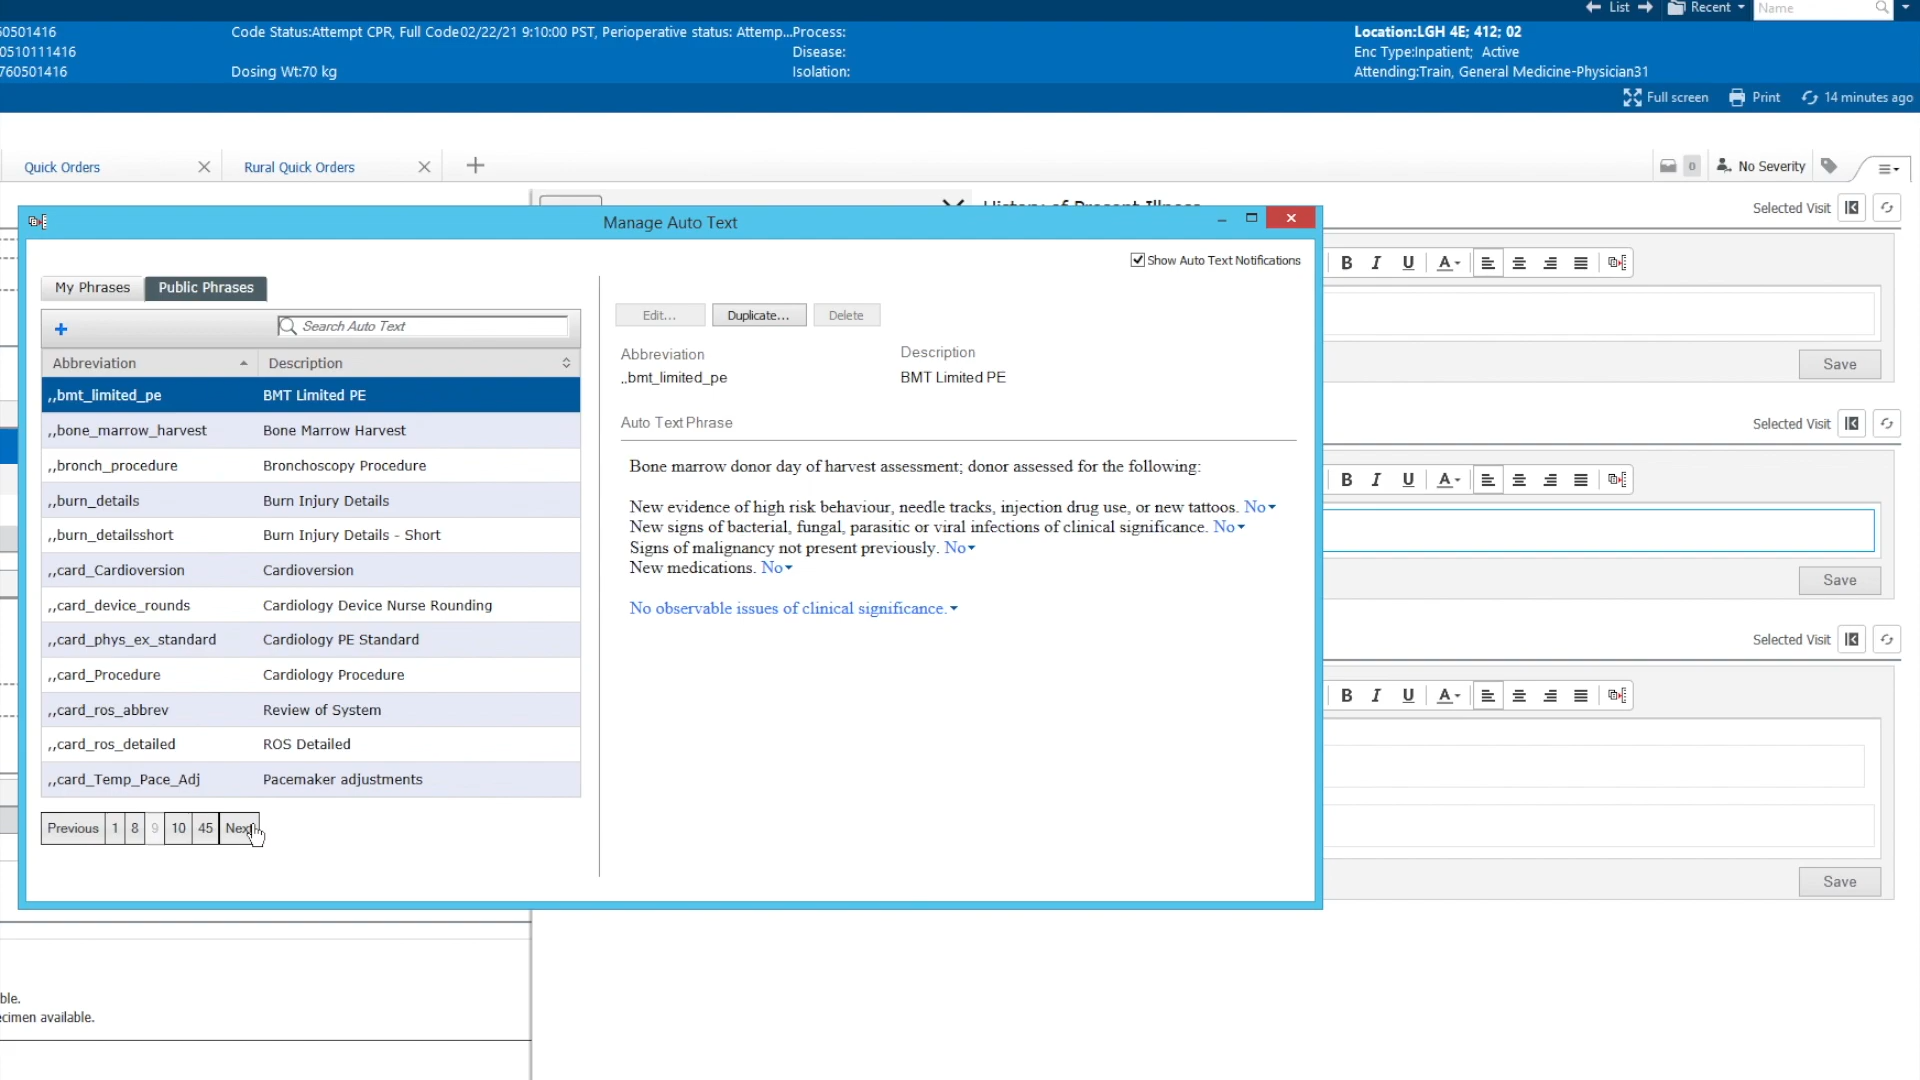 List
Recent
Name
60501416
Code Status:Attempt CPR, Full Code02/22/21 9:10:00 PST, Perioperative status: Attemp...Process:
Location:LGH 4E; 412; 02
0510111416
Disease:
Enc Type:Inpatient; Active
760501416
Dosing Wt:70 kg
Isolation:
Attending:Train, General Medicine-Physician31
Full screen
Print
14 minutes ago
Quick Orders
Rural Quick Orders
0
No Severity
Selected Visit
Manage Auto Text
Show Auto Text Notifications
My Phrases
Public Phrases
Search Auto Text
Edit...
Duplicate...
Delete
Abbreviation
Description
Abbreviation
Description
,,bmt_limited_pe
BMT Limited PE
Auto Text Phrase
Bone marrow donor day of harvest assessment; donor assessed for the following:
New evidence of high risk behaviour, needle tracks, injection drug use, or new tattoos. No
New signs of bacterial, fungal, parasitic or viral infections of clinical significance. No
Signs of malignancy not present previously. No
New medications. No
No observable issues of clinical significance.
,,bmt_limited_pe BMT Limited PE
,,bone_marrow_harvest Bone Marrow Harvest
,,bronch_procedure Bronchoscopy Procedure
,,burn_details Burn Injury Details
,,burn_detailsshort Burn Injury Details - Short
,,card_Cardioversion Cardioversion
,,card_device_rounds Cardiology Device Nurse Rounding
,,card_phys_ex_standard Cardiology PE Standard
,,card_Procedure Cardiology Procedure
,,card_ros_abbrev Review of System
,,card_ros_detailed ROS Detailed
,,card_Temp_Pace_Adj Pacemaker adjustments
Previous 1 8 9 10 45 Next
B I U A
Save
Selected Visit
B I U A
Save
Selected Visit
B I U A
Save
ble.
ecimen available.